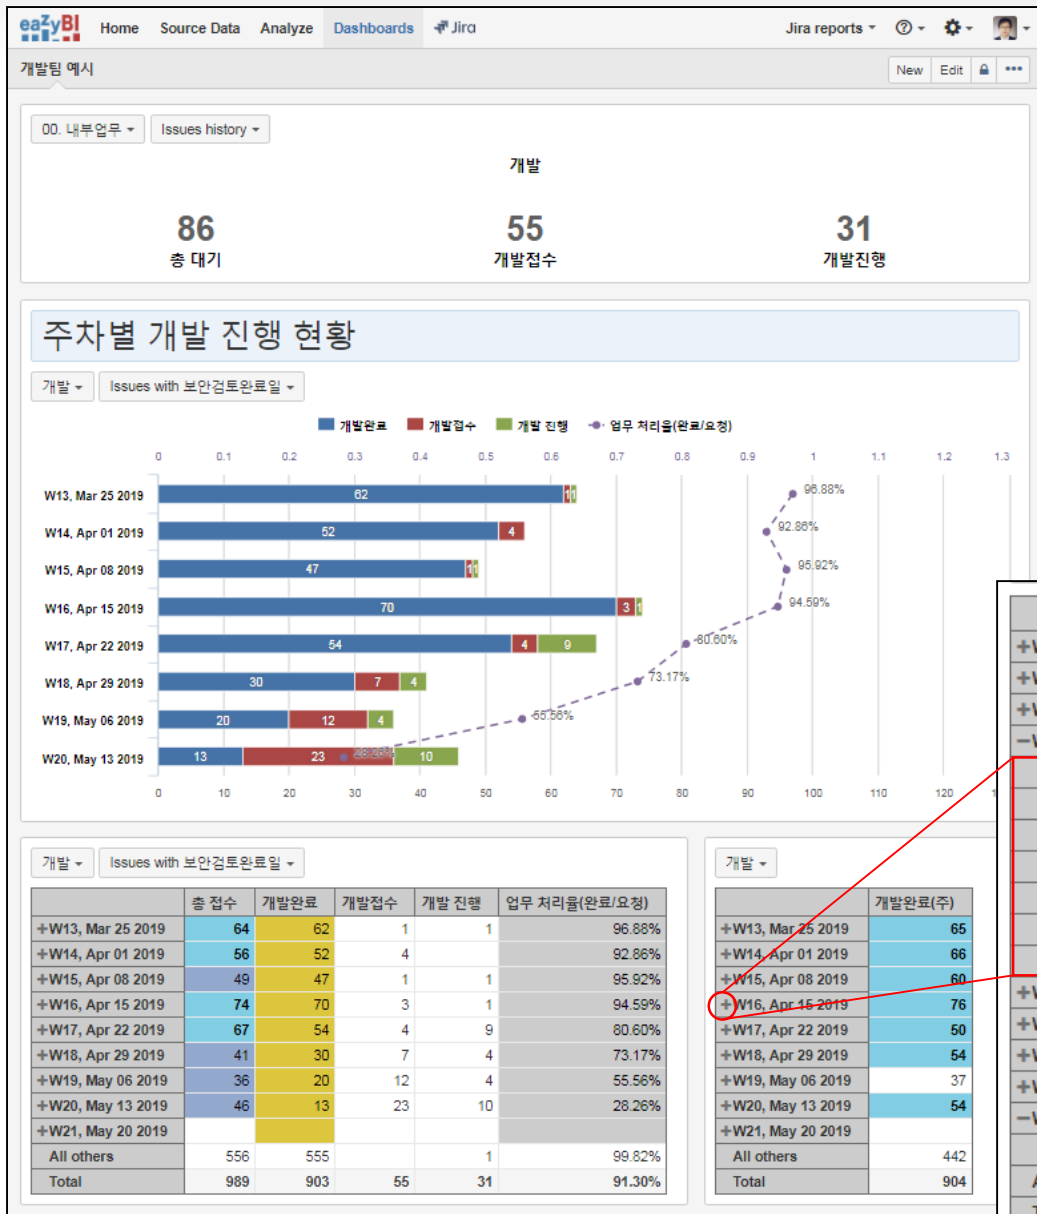 eaZyBI Home Source Data Analyze Dashboards Jira Jira reports
개발팀 예시 New Edit •••
00. 내부업무 Issues history
개발
86 55 31
총 대기 개발접수 개발진행
주차별 개발 진행 현황
개발 Issues with 보안검토완료일
개발완료 개발접수 개발 진행 업무 처리율(완료/요청)
0 0.1 0.2 0.3 0.4 0.5 0.6 0.7 0.8 0.9 1 1.1 1.2 1.3
W13, Mar 25 2019 62 1 1 96.88%
W14, Apr 01 2019 52 4 92.86%
W15, Apr 08 2019 47 1 1 95.92%
W16, Apr 15 2019 70 3 1 94.59%
W17, Apr 22 2019 54 4 9 80.60%
W18, Apr 29 2019 30 7 4 73.17%
W19, May 06 2019 20 12 4 55.56%
W20, May 13 2019 13 23 28.26% 10
0 10 20 30 40 50 60 70 80 90 100 110 120
개발 Issues with 보안검토완료일
총 접수 개발완료 개발접수 개발 진행 업무 처리율(완료/요청)
+W13, Mar 25 2019 64 62 1 1 96.88%
+W14, Apr 01 2019 56 52 4 92.86%
+W15, Apr 08 2019 49 47 1 1 95.92%
+W16, Apr 15 2019 74 70 3 1 94.59%
+W17, Apr 22 2019 67 54 4 9 80.60%
+W18, Apr 29 2019 41 30 7 4 73.17%
+W19, May 06 2019 36 20 12 4 55.56%
+W20, May 13 2019 46 13 23 10 28.26%
+W21, May 20 2019
All others 556 555 1 99.82%
Total 989 903 55 31 91.30%
개발
개발완료(주)
+W13, Mar 25 2019 65
+W14, Apr 01 2019 66
+W15, Apr 08 2019 60
+W16, Apr 15 2019 76
+W17, Apr 22 2019 50
+W18, Apr 29 2019 54
+W19, May 06 2019 37
+W20, May 13 2019 54
+W21, May 20 2019
All others 442
Total 904